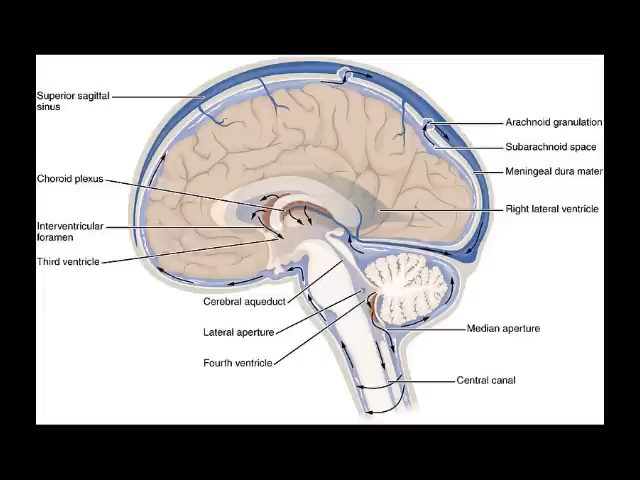 Superior sagittal
sinus
Choroid plexus
Interventricular
foramen
Third ventricle
Cerebral aqueduct
Lateral aperture
Fourth ventricle
Arachnoid granulation
Subarachnoid space
Meningeal dura mater
Right lateral ventricle
Median aperture
Central canal